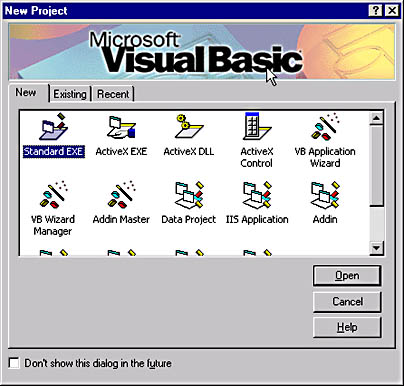 New Project
Microsoft
Visual Basic
New Existing Recent
Standard EXE ActiveX EXE ActiveX DLL ActiveX Control VB Application Wizard
VB Wizard Manager Addin Master Data Project IIS Application Addin
Open
Cancel
Help
Don't show this dialog in the future